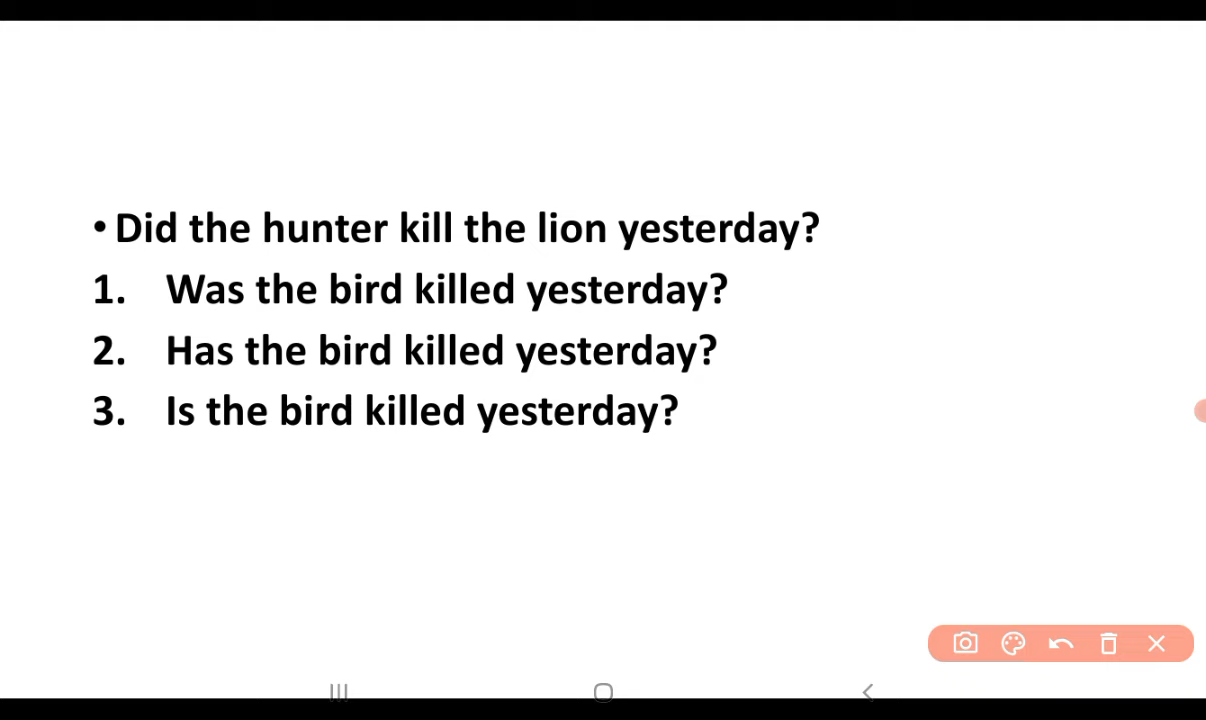 • Did the hunter kill the lion yesterday?
1. Was the bird killed yesterday?
2. Has the bird killed yesterday?
3. Is the bird killed yesterday?